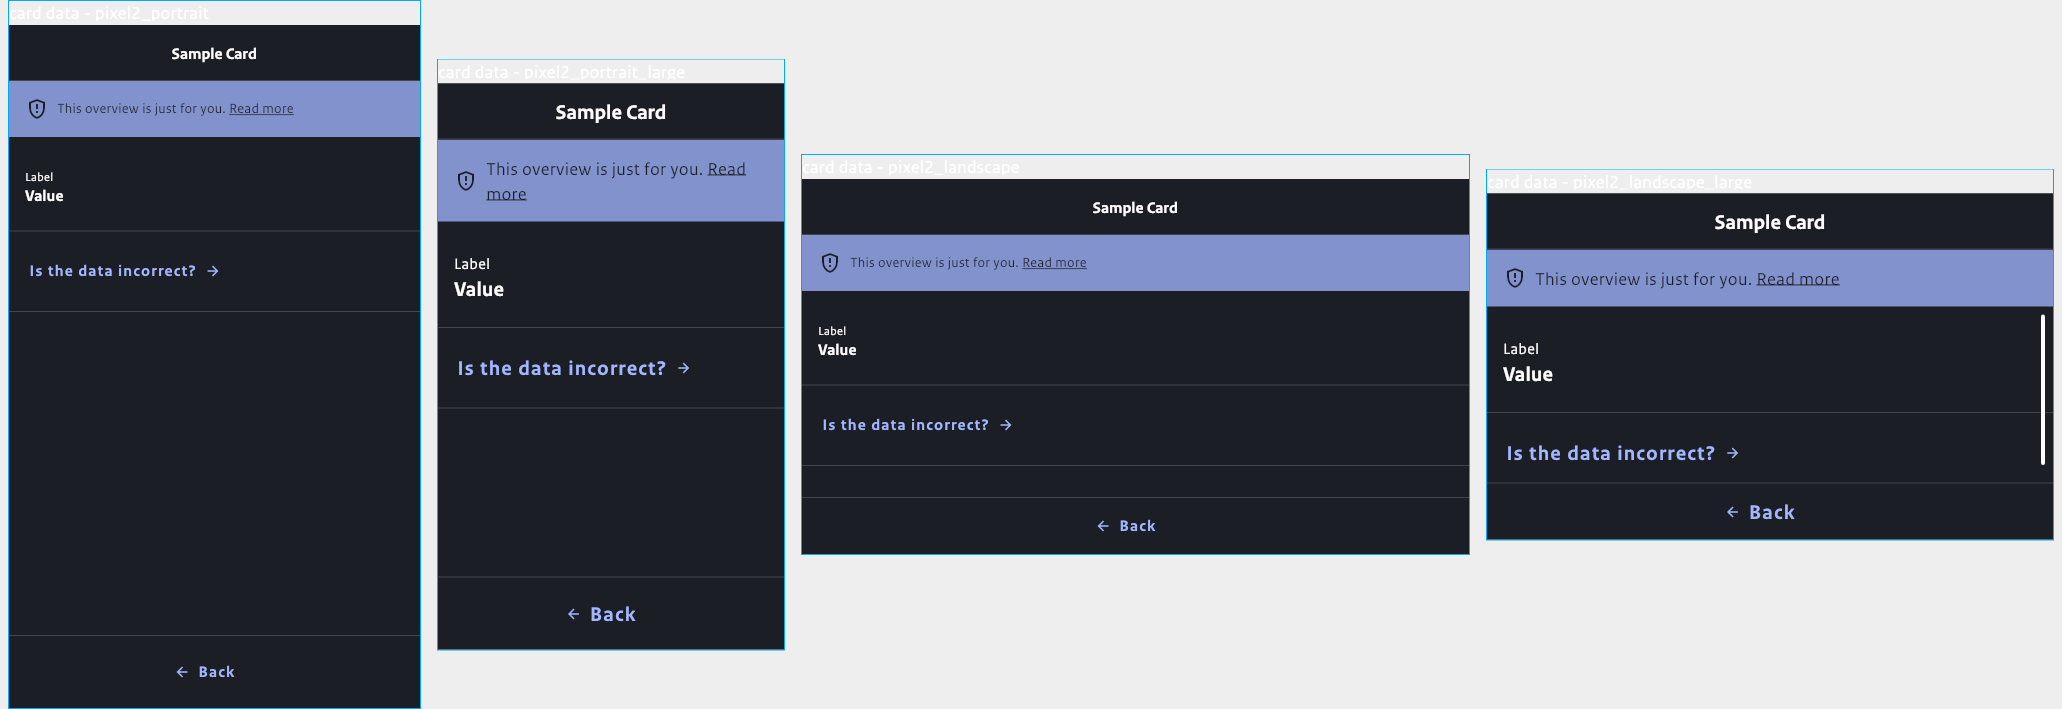 card data - pixel2_portrait
Sample Card
This overview is just for you. Read more
Label
Value
Is the data incorrect? →
← Back
card data - pixel2_portrait_large
Sample Card
This overview is just for you. Read
more
Label
Value
Is the data incorrect? →
← Back
card data - pixel2_landscape
Sample Card
This overview is just for you. Read more
Label
Value
Is the data incorrect? →
← Back
card data - pixel2_landscape_large
Sample Card
This overview is just for you. Read more
Label
Value
Is the data incorrect? →
← Back